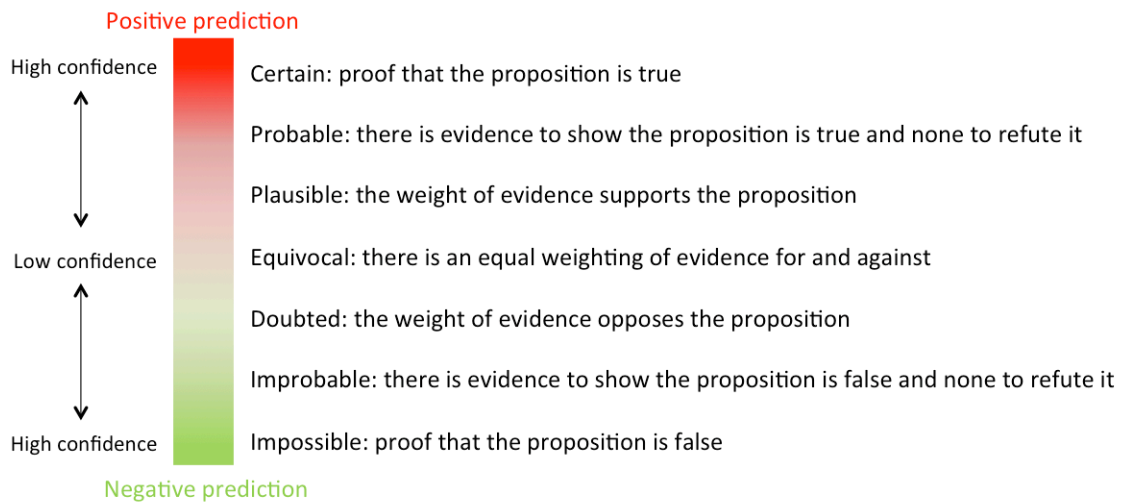 Positive prediction
High confidence
Certain: proof that the proposition is true
Probable: there is evidence to show the proposition is true and none to refute it
Plausible: the weight of evidence supports the proposition
Low confidence
Equivocal: there is an equal weighting of evidence for and against
Doubted: the weight of evidence opposes the proposition
Improbable: there is evidence to show the proposition is false and none to refute it
High confidence
Impossible: proof that the proposition is false
Negative prediction